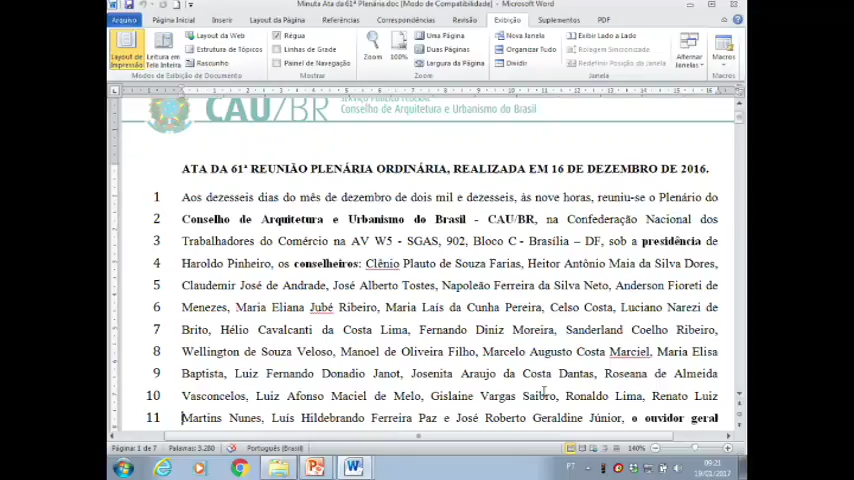 Minuta Ata da 61ª Plenária.doc [Modo de Compatibilidade] - Microsoft Word
Arquivo Página Inicial Inserir Layout da Página Referências Correspondências Revisão Exibição Suplementos PDF
Layout de Impressão
Leitura em Tela Inteira
Layout da Web
Estrutura de Tópicos
Rascunho
Modos de Exibição de Documento
Régua
Linhas de Grade
Painel de Navegação
Mostrar
Zoom
100%
Uma Página
Duas Páginas
Largura da Página
Zoom
Nova Janela
Organizar Tudo
Dividir
Exibir Lado a Lado
Rolagem Sincronizada
Redefinir Posição da Janela
Janela
Alternar Janelas
Macros
Macros
CAU/BR
SERVIÇO PÚBLICO FEDERAL
Conselho de Arquitetura e Urbanismo do Brasil
ATA DA 61ª REUNIÃO PLENÁRIA ORDINÁRIA, REALIZADA EM 16 DE DEZEMBRO DE 2016.
1 Aos dezesseis dias do mês de dezembro de dois mil e dezesseis, às nove horas, reuniu-se o Plenário do
2 Conselho de Arquitetura e Urbanismo do Brasil - CAU/BR, na Confederação Nacional dos
3 Trabalhadores do Comércio na AV W5 - SGAS, 902, Bloco C - Brasília – DF, sob a presidência de
4 Haroldo Pinheiro, os conselheiros: Clênio Plauto de Souza Farias, Heitor Antônio Maia da Silva Dores,
5 Claudemir José de Andrade, José Alberto Tostes, Napoleão Ferreira da Silva Neto, Anderson Fioreti de
6 Menezes, Maria Eliana Jubé Ribeiro, Maria Laís da Cunha Pereira, Celso Costa, Luciano Narezi de
7 Brito, Hélio Cavalcanti da Costa Lima, Fernando Diniz Moreira, Sanderland Coelho Ribeiro,
8 Wellington de Souza Veloso, Manoel de Oliveira Filho, Marcelo Augusto Costa Marciel, Maria Elisa
9 Baptista, Luiz Fernando Donadio Janot, Josenita Araujo da Costa Dantas, Roseana de Almeida
10 Vasconcelos, Luiz Afonso Maciel de Melo, Gislaine Vargas Saibro, Ronaldo Lima, Renato Luiz
11 Martins Nunes, Luís Hildebrando Ferreira Paz e José Roberto Geraldine Júnior, o ouvidor geral
Página: 1 de 7 Palavras: 3.280 Português (Brasil) 140%
PT 09:21
19/01/2017